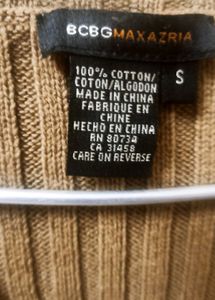 BCBGMAXAZRIA
100% COTTON/
COTON/ALGODON
MADE IN CHINA
FABRIQUE EN
CHINE
HECHO EN CHINA
RN 80734
CA 31458
CARE ON REVERSE
S